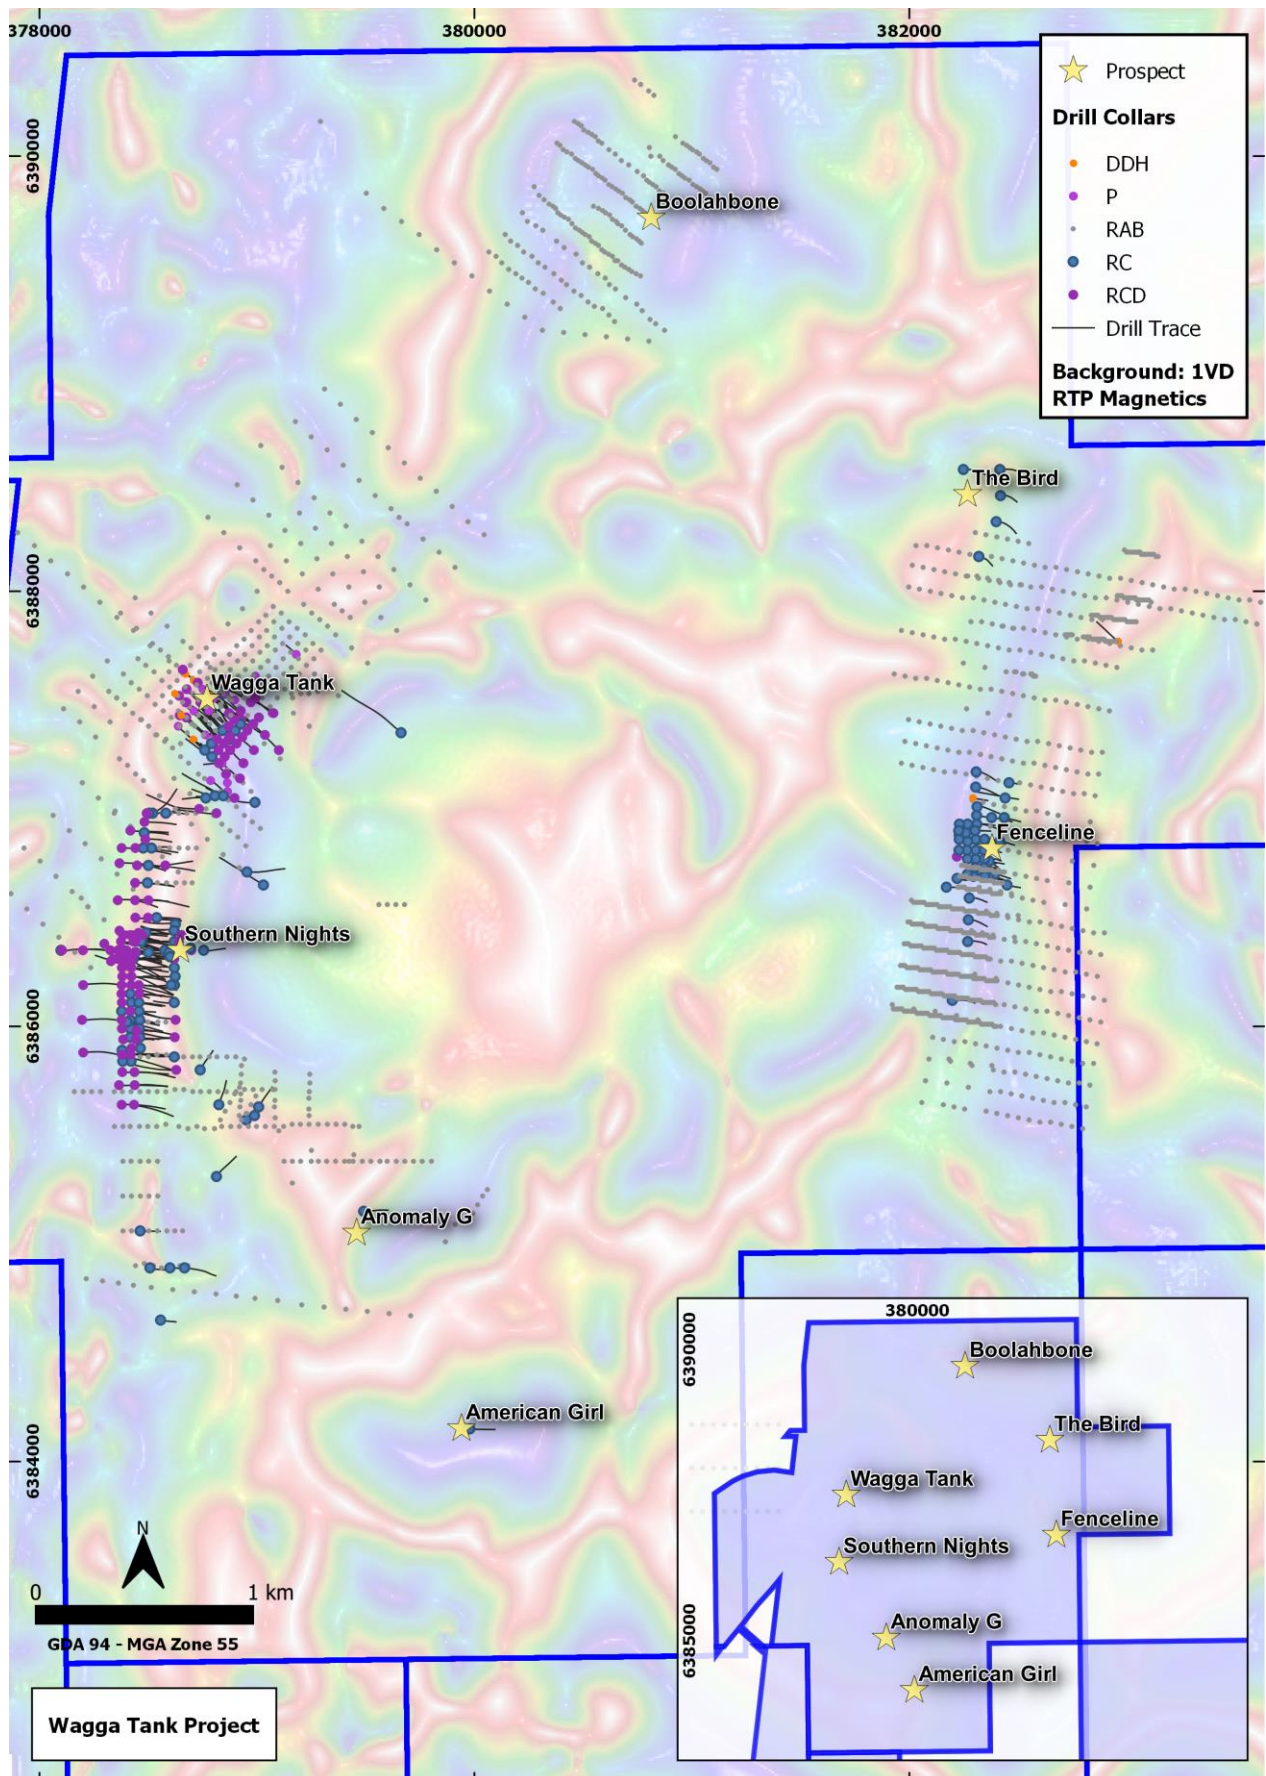 378000
380000
382000
Prospect
Drill Collars
DDH
P
RAB
RC
RCD
Drill Trace
Background: 1VD
RTP Magnetics
6390000
Boolahbone
The Bird
6388000
Wagga Tank
Fenceline
Southern Nights
6386000
Anomaly G
American Girl
6384000
N
0 1 km
GDA 94 - MGA Zone 55
Wagga Tank Project
380000
6390000
Boolahbone
The Bird
Wagga Tank
Fenceline
Southern Nights
Anomaly G
6385000
American Girl